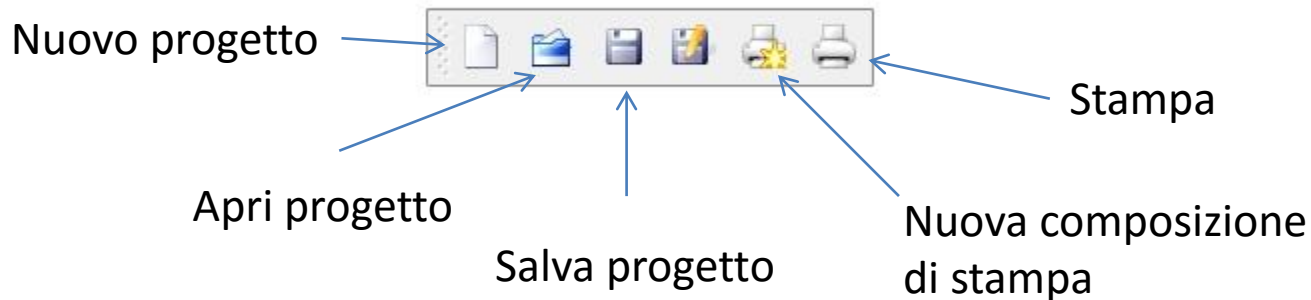 Nuovo progetto
Stampa
Apri progetto
Nuova composizione
di stampa
Salva progetto